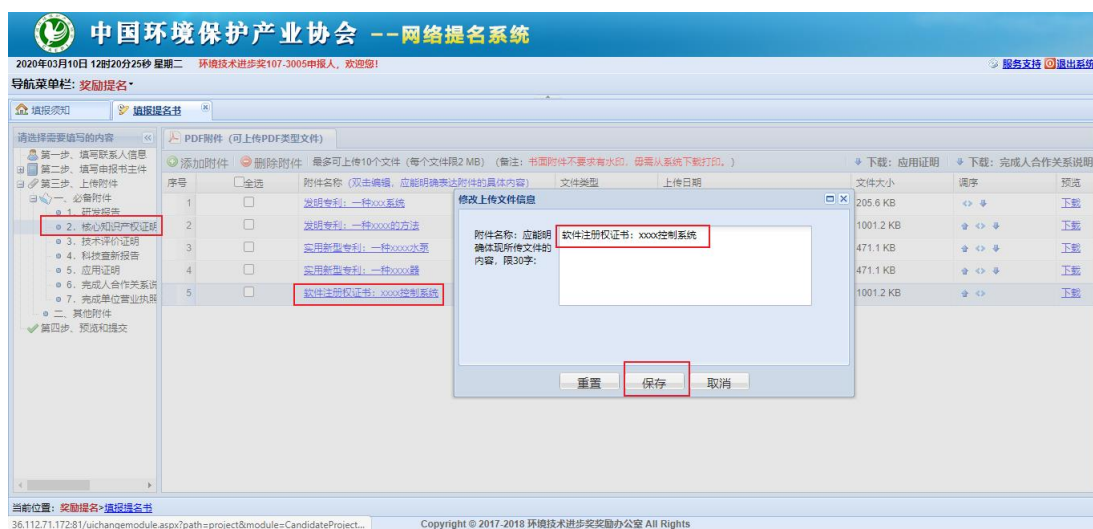 中国环境保护产业协会 --网络提名系统
2020年03月10日 12时20分25秒 星期二 环境技术进步奖107-3005申报人，欢迎您!
服务支持 退出系统
导航菜单栏: 奖励提名
填报须知 填报提名书
请选择需要填写的内容
第一步、填写联系人信息
第二步、填写申报书主件
第三步、上传附件
一、必备附件
1. 研发报告
2. 核心知识产权证明
3. 技术评价证明
4. 科技查新报告
5. 应用证明
6. 完成人合作关系说
7. 完成单位营业执照
二、其他附件
第四步、预览和提交
PDF附件（可上传PDF类型文件）
添加附件 删除附件 最多可上传10个文件（每个文件限2 MB）（备注：书面附件不要求有水印，毋需从系统下载打印。） 下载：应用证明 下载：完成人合作关系说明
序号 全选 附件名称（双击编辑，应能明确表达附件的具体内容） 文件类型 上传日期 文件大小 调序 预览
1 发明专利：一种xxx系统 205.6 KB 下载
2 发明专利：一种xxxx的方法 1001.2 KB 下载
3 实用新型专利：一种xxxx水泵 471.1 KB 下载
4 实用新型专利：一种xxxx器 471.1 KB 下载
5 软件注册权证书：xxxx控制系统 1001.2 KB 下载
修改上传文件信息
附件名称：应能明
确体现所传文件的
内容，限30字:
软件注册权证书：xxxx控制系统
重置 保存 取消
当前位置：奖励提名>填报提名书
36.112.71.172:81/uichangemodule.aspx?path=project&module=CandidateProject...
Copyright © 2017-2018 环境技术进步奖奖励办公室 All Rights